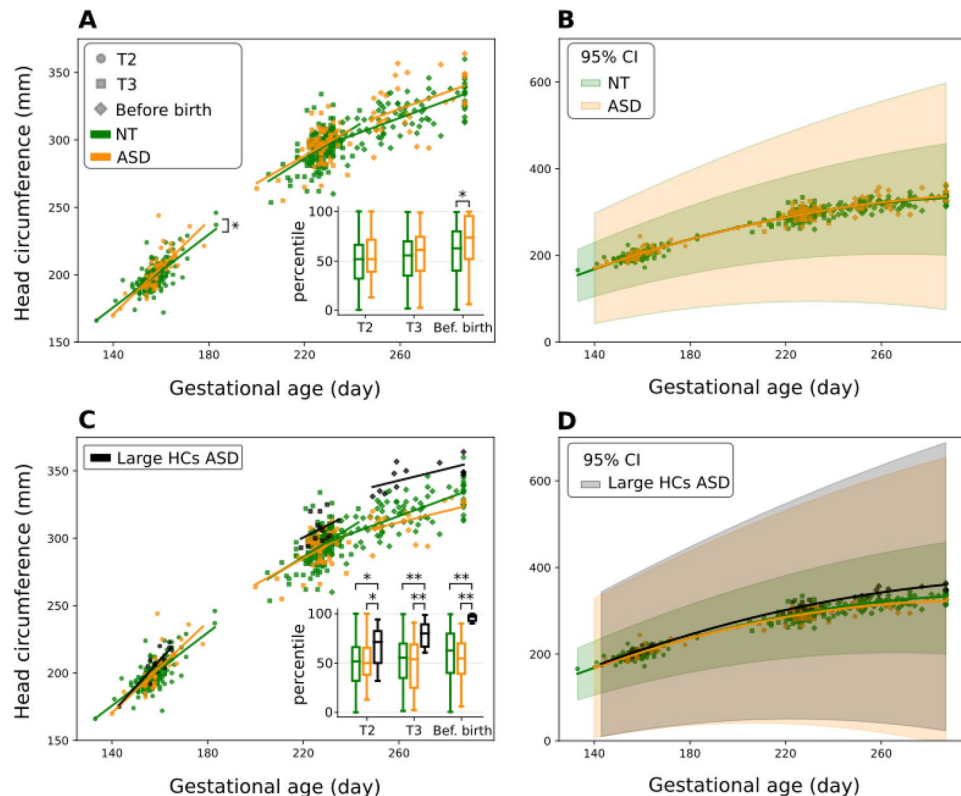 A
Head circumference (mm)
350
300
250
200
150
T2
T3
Before birth
NT
ASD
*
percentile
100
50
0
*
T2 T3 Bef. birth
140 180 220 260
Gestational age (day)
B
600
400
200
0
95% CI
NT
ASD
140 180 220 260
Gestational age (day)
C
Head circumference (mm)
350
300
250
200
150
Large HCs ASD
percentile
100
50
0
* ** **
* ** **
T2 T3 Bef. birth
140 180 220 260
Gestational age (day)
D
600
400
200
0
95% CI
Large HCs ASD
140 180 220 260
Gestational age (day)